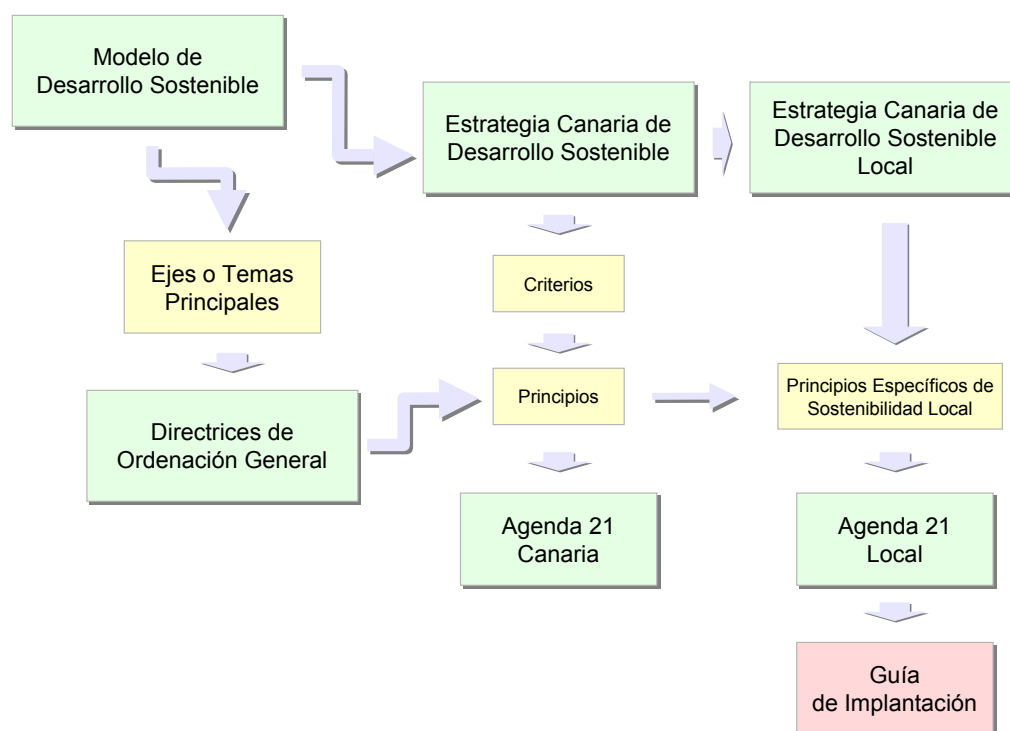 Modelo de
Desarrollo Sostenible
Estrategia Canaria de
Desarrollo Sostenible
Estrategia Canaria de
Desarrollo Sostenible
Local
Ejes o Temas
Principales
Criterios
Directrices de
Ordenación General
Principios
Principios Específicos de
Sostenibilidad Local
Agenda 21
Canaria
Agenda 21
Local
Guía
de Implantación